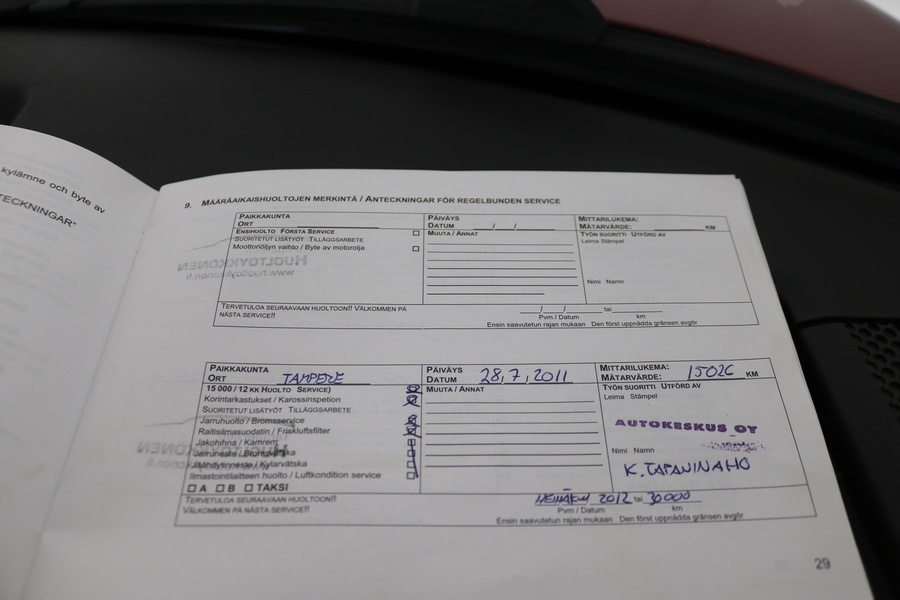 kylämne och byte av
TECKNINGAR"
9. MÄÄRÄAIKAISHUOLTOJEN MERKINTÄ / ANTECKNINGAR FÖR REGELBUNDEN SERVICE
PAIKKAKUNTA
ORT
PÄIVÄYS
DATUM / /
MITTARILUKEMA:
MÄTARVÄRDE: KM
ENSIHUOLTO FÖRSTA SERVICE
SUORITETUT LISÄTYÖT TILLÄGGSARBETE
Moottoriöljyn vaihto / Byte av motorolja
MUUTA / ANNAT
TYÖN SUORITTI UTFÖRD AV
Leima Stämpel
Nimi Namn
HUOLTOYKKÖNEN
TERVETULOA SEURAAVAAN HUOLTOON!! VÄLKOMMEN PÅ
NÄSTA SERVICE!!
/ / tai
Pvm / Datum km
Ensin saavutetun rajan mukaan Den först uppnådda gränsen avgör
PAIKKAKUNTA
ORT TAMPERE
PÄIVÄYS
DATUM 28,7,2011
MITTARILUKEMA:
MÄTARVÄRDE: 15026 KM
15 000 / 12 KK HUOLTO SERVICE)
Korintarkastukset / Karossinspetion
SUORITETUT LISÄTYÖT TILLÄGGSARBETE
Jarruhuolto / Bromsservice
Raitisilmasuodatin / Friskluftsfilter
Jakohihna / Kamrem
Jarruneste / Bromsvätska
Jäähdytinneste / Kylarvätska
Ilmastointilaitteen huolto / Luftkondition service
A B TAKSI
MUUTA / ANNAT
TYÖN SUORITTI UTFÖRD AV
Leima Stämpel
AUTOKESKUS OY
Nimi Namn
K.TAPANINAHO
TERVETULOA SEURAAVAAN HUOLTOON!!
VÄLKOMMEN PÅ NÄSTA SERVICE!!
HEINÄKUU 2012 tai 30000
Pvm / Datum km
Ensin saavutetun rajan mukaan Den först uppnådda gränsen avgör
29